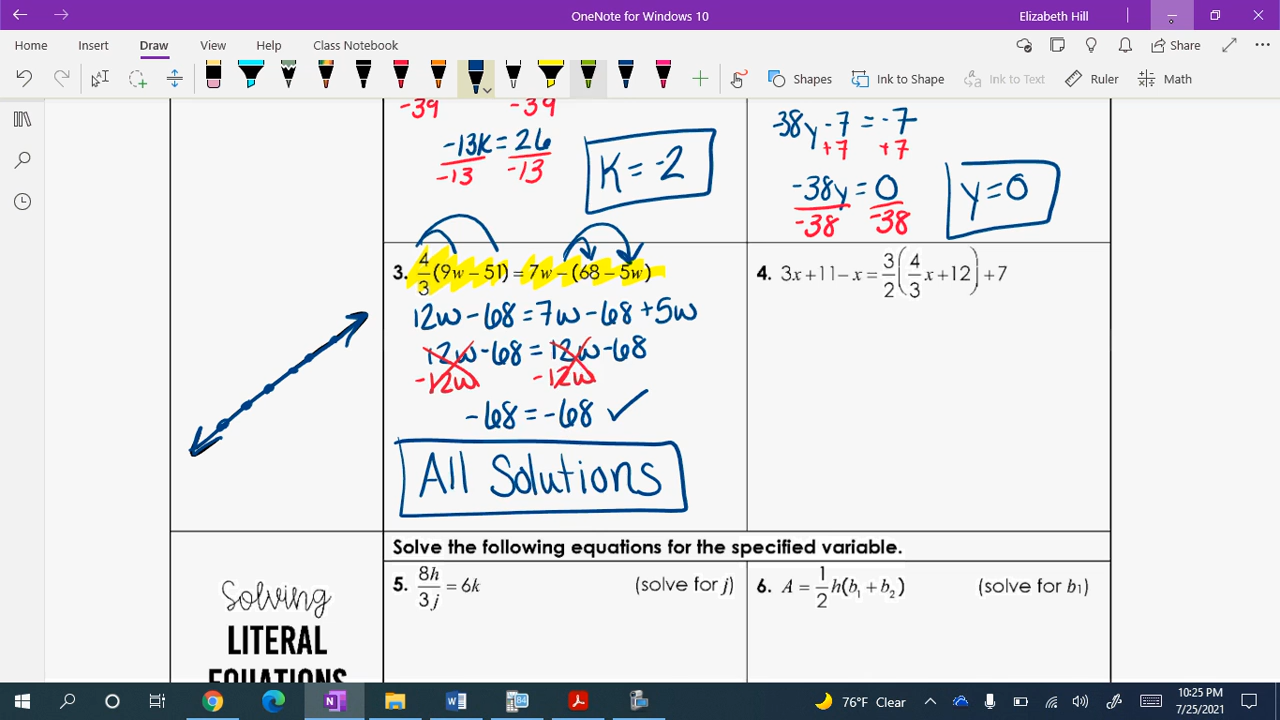 OneNote for Windows 10
Elizabeth Hill
Home Insert Draw View Help Class Notebook
Share
Shapes Ink to Shape Ink to Text Ruler Math
-39 -39
-13k = 26
-13 -13
K = -2
-38y - 7 = -7
+7 +7
-38y = 0
-38 -38
y = 0
3. 4/3(9w – 51) = 7w – (68 – 5w)
12w - 68 = 7w - 68 + 5w
12w - 68 = 12w - 68
-12w -12w
-68 = -68 ✓
All Solutions
4. 3x + 11 – x = 3/2(4/3x + 12) + 7
Solve the following equations for the specified variable.
Solving
LITERAL
EQUATIONS
5. 8h/3j = 6k (solve for j)
6. A = 1/2h(b₁ + b₂) (solve for b₁)
76°F Clear
10:25 PM
7/25/2021